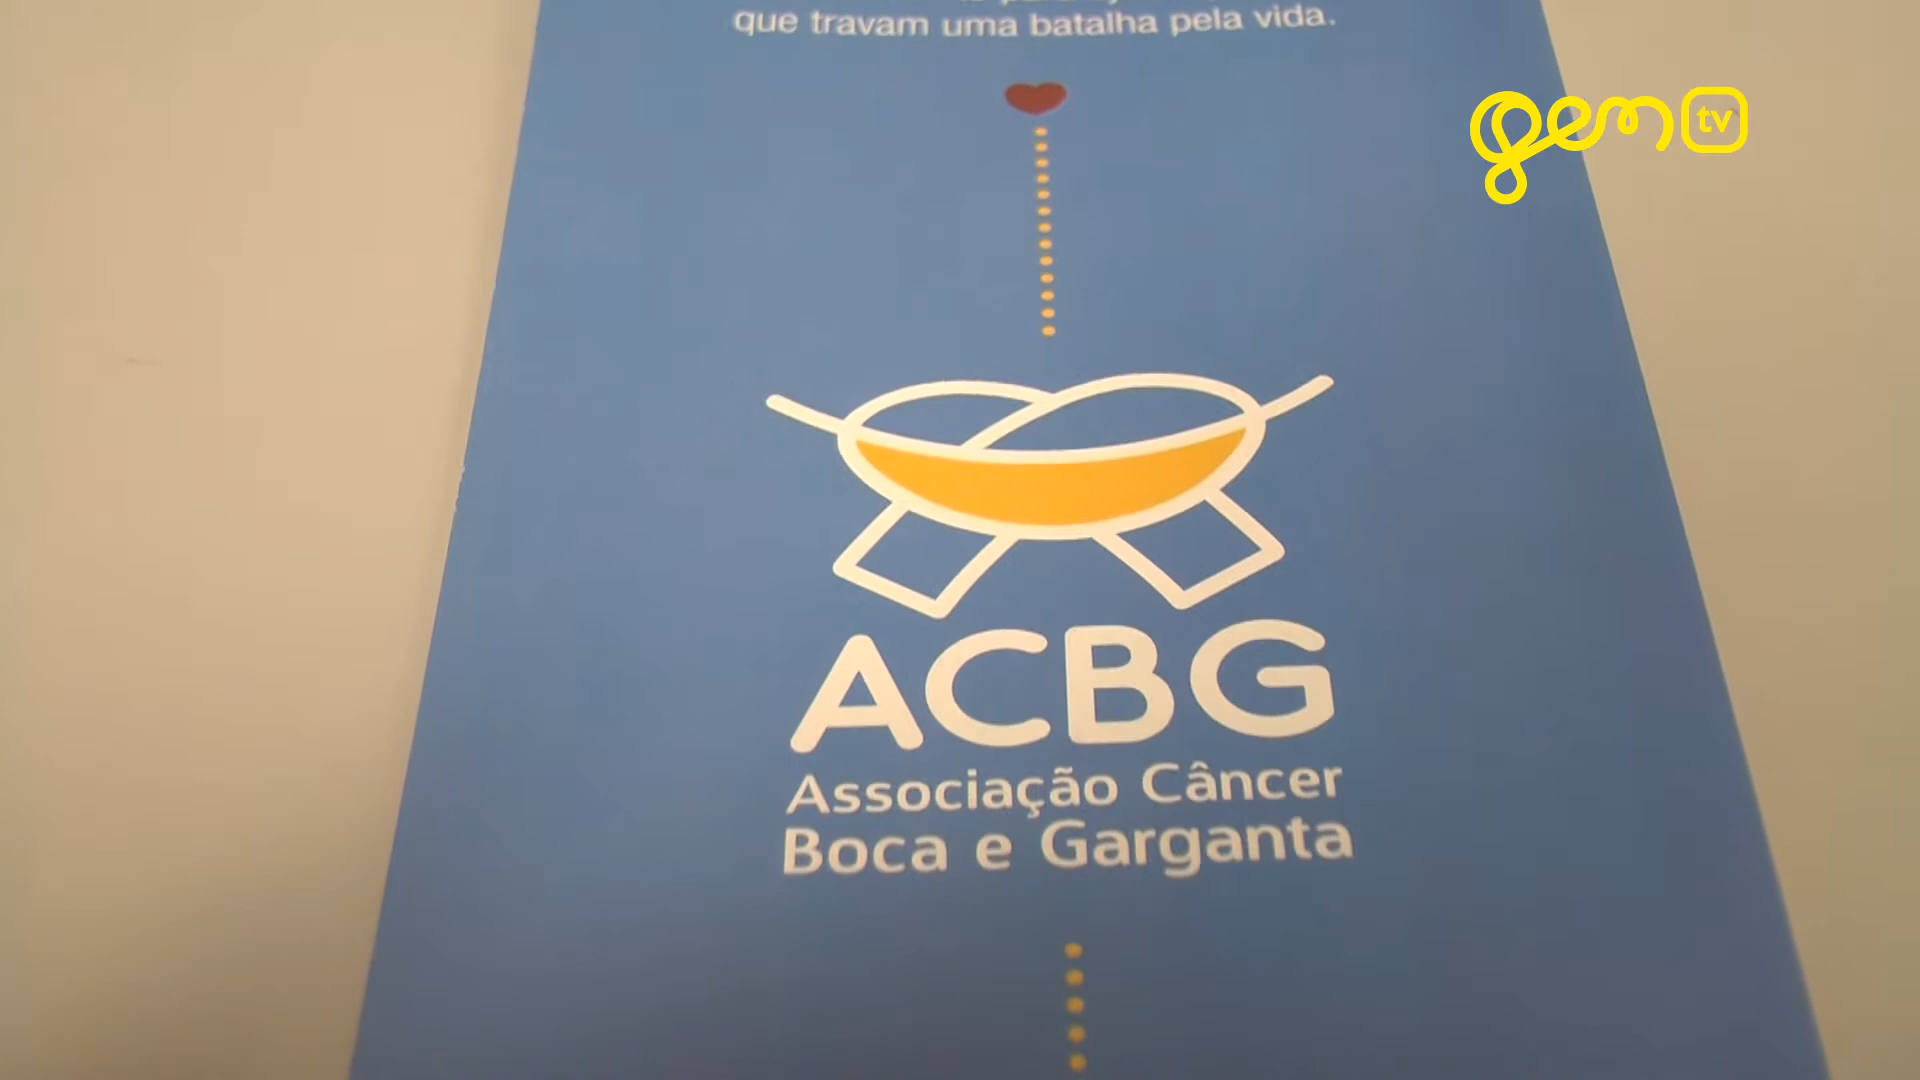 que travam uma batalha pela vida.
gem tv
ACBG
Associação Câncer
Boca e Garganta